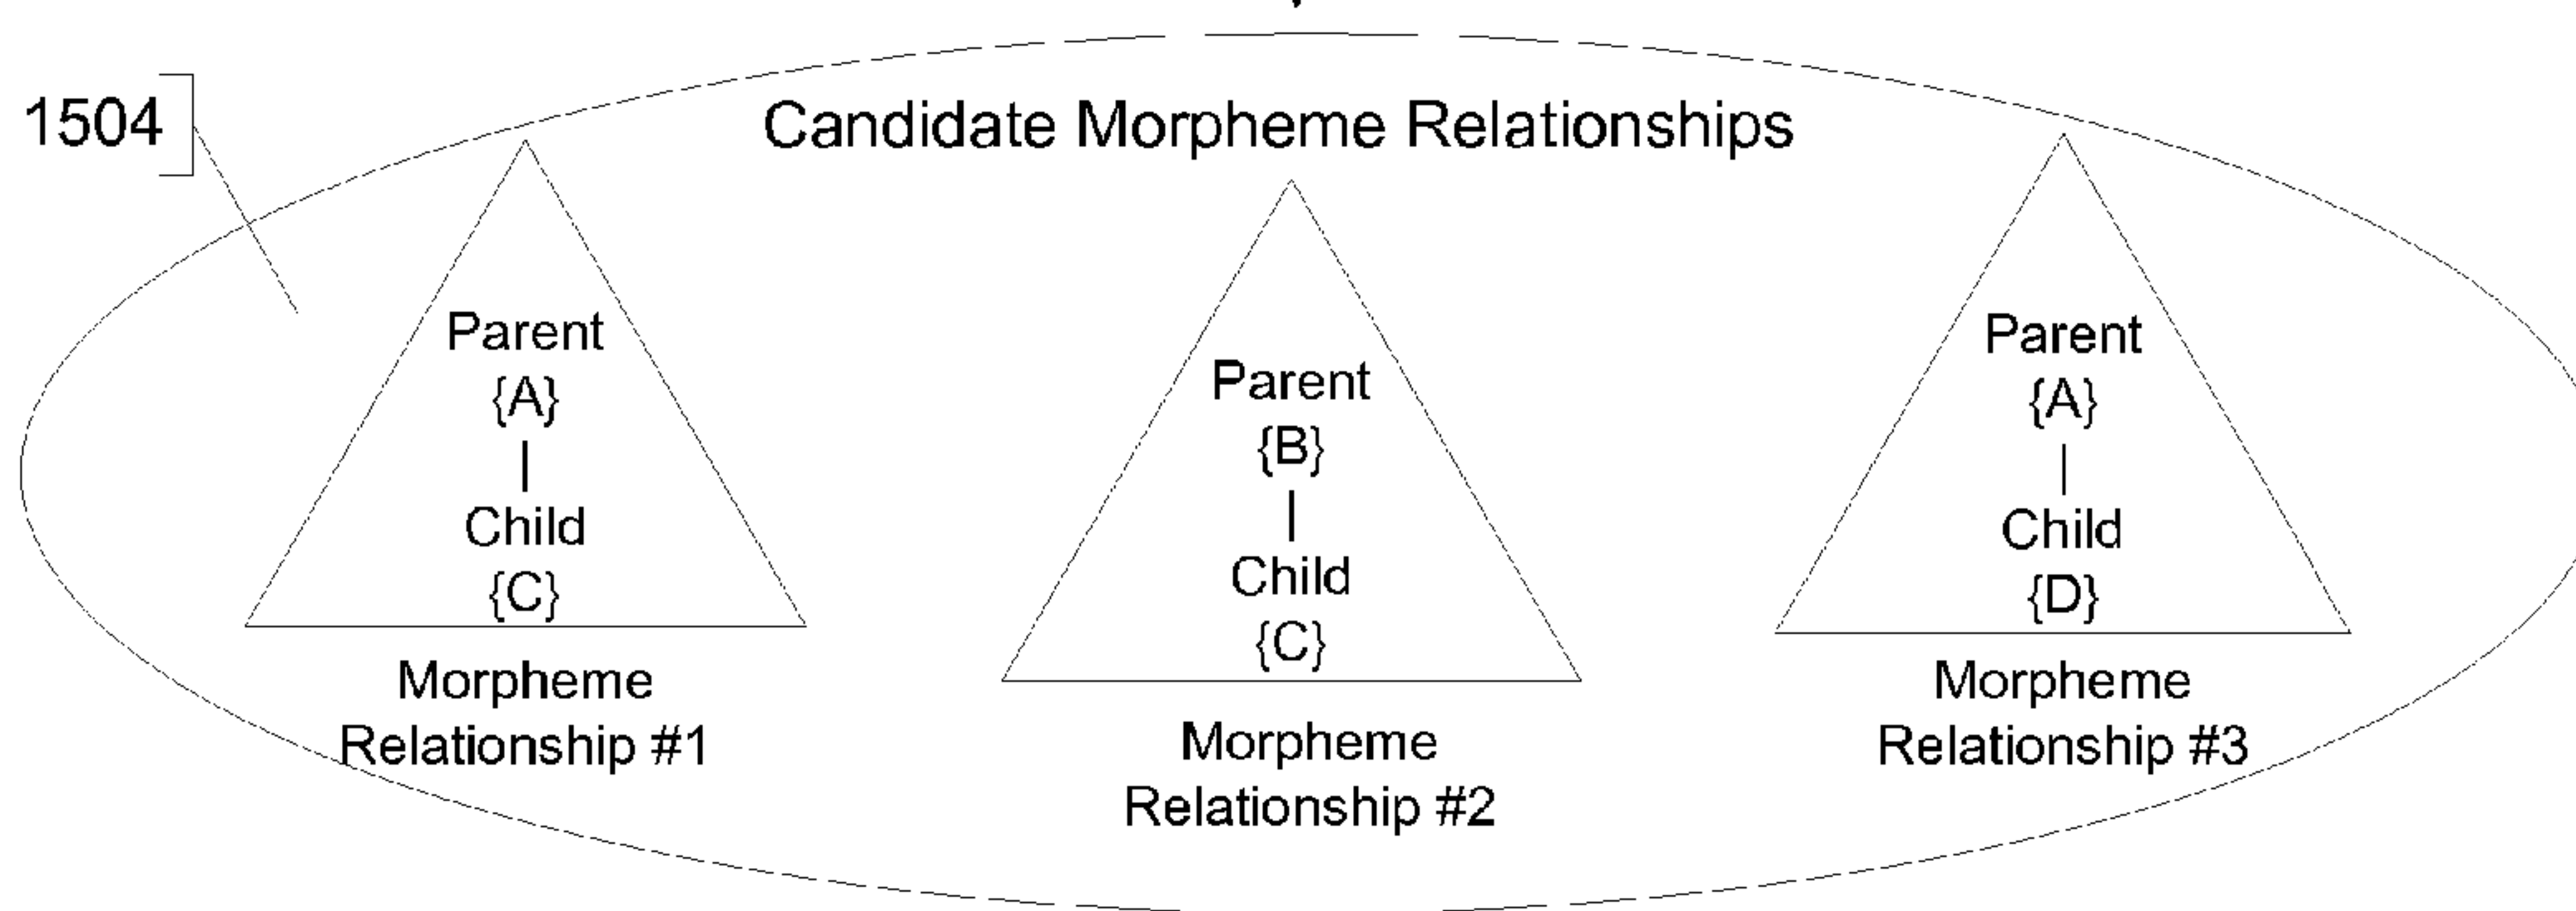 1504
Candidate Morpheme Relationships
Parent
{A}
Child
{C}
Morpheme
Relationship #1
Parent
{B}
Child
{C}
Morpheme
Relationship #2
Parent
{A}
Child
{D}
Morpheme
Relationship #3